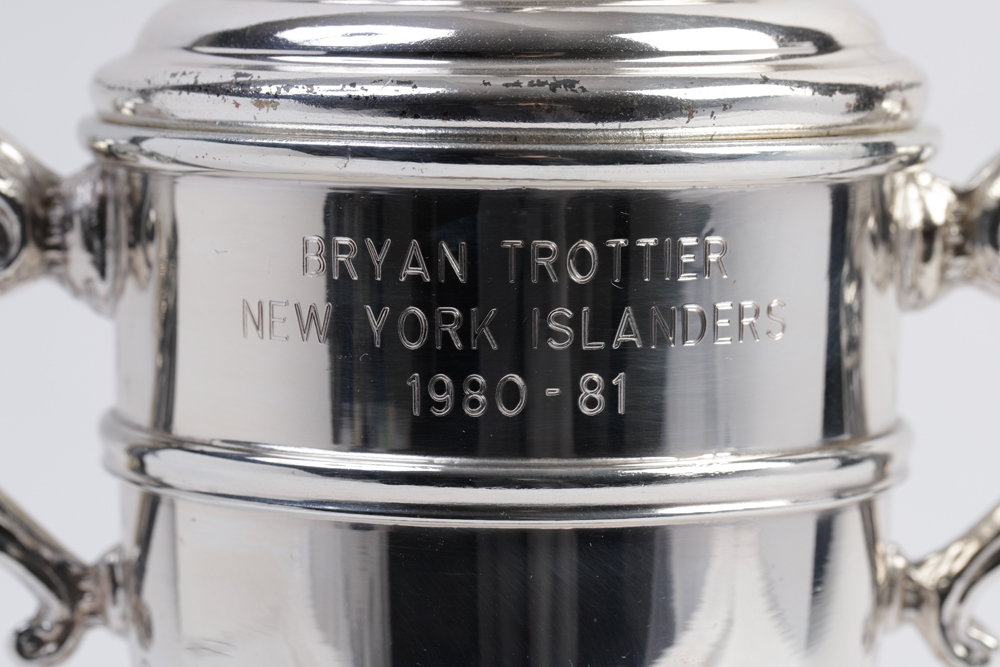 BRYAN TROTTIER
NEW YORK ISLANDERS
1980-81